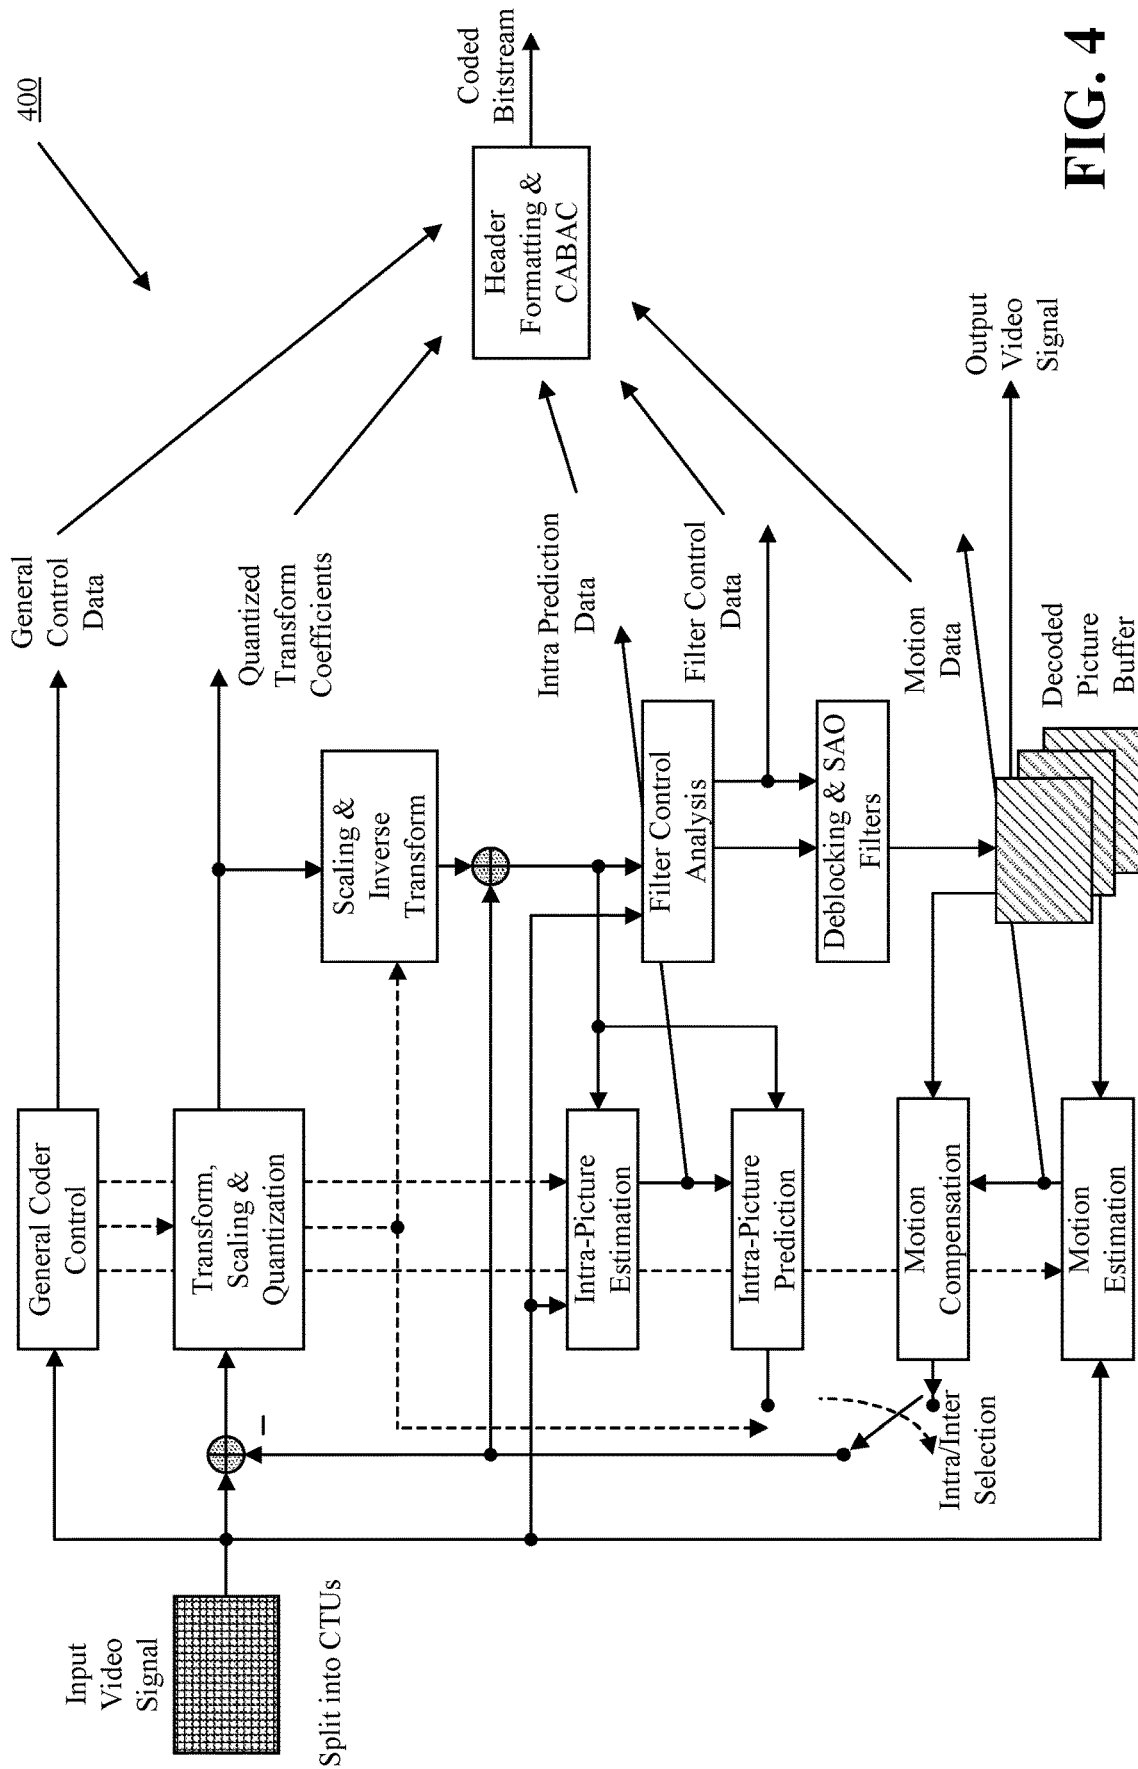 400
Input
Video
Signal
Split into CTUs
General Coder
Control
General
Control
Data
Transform,
Scaling &
Quantization
Quantized
Transform
Coefficients
–
Scaling &
Inverse
Transform
Header
Formatting &
CABAC
Coded
Bitstream
Intra-Picture
Estimation
Intra Prediction
Data
Filter Control
Analysis
Filter Control
Data
Intra-Picture
Prediction
Deblocking & SAO
Filters
Motion
Compensation
Motion
Data
Intra/Inter
Selection
Motion
Estimation
Decoded
Picture
Buffer
Output
Video
Signal
FIG. 4